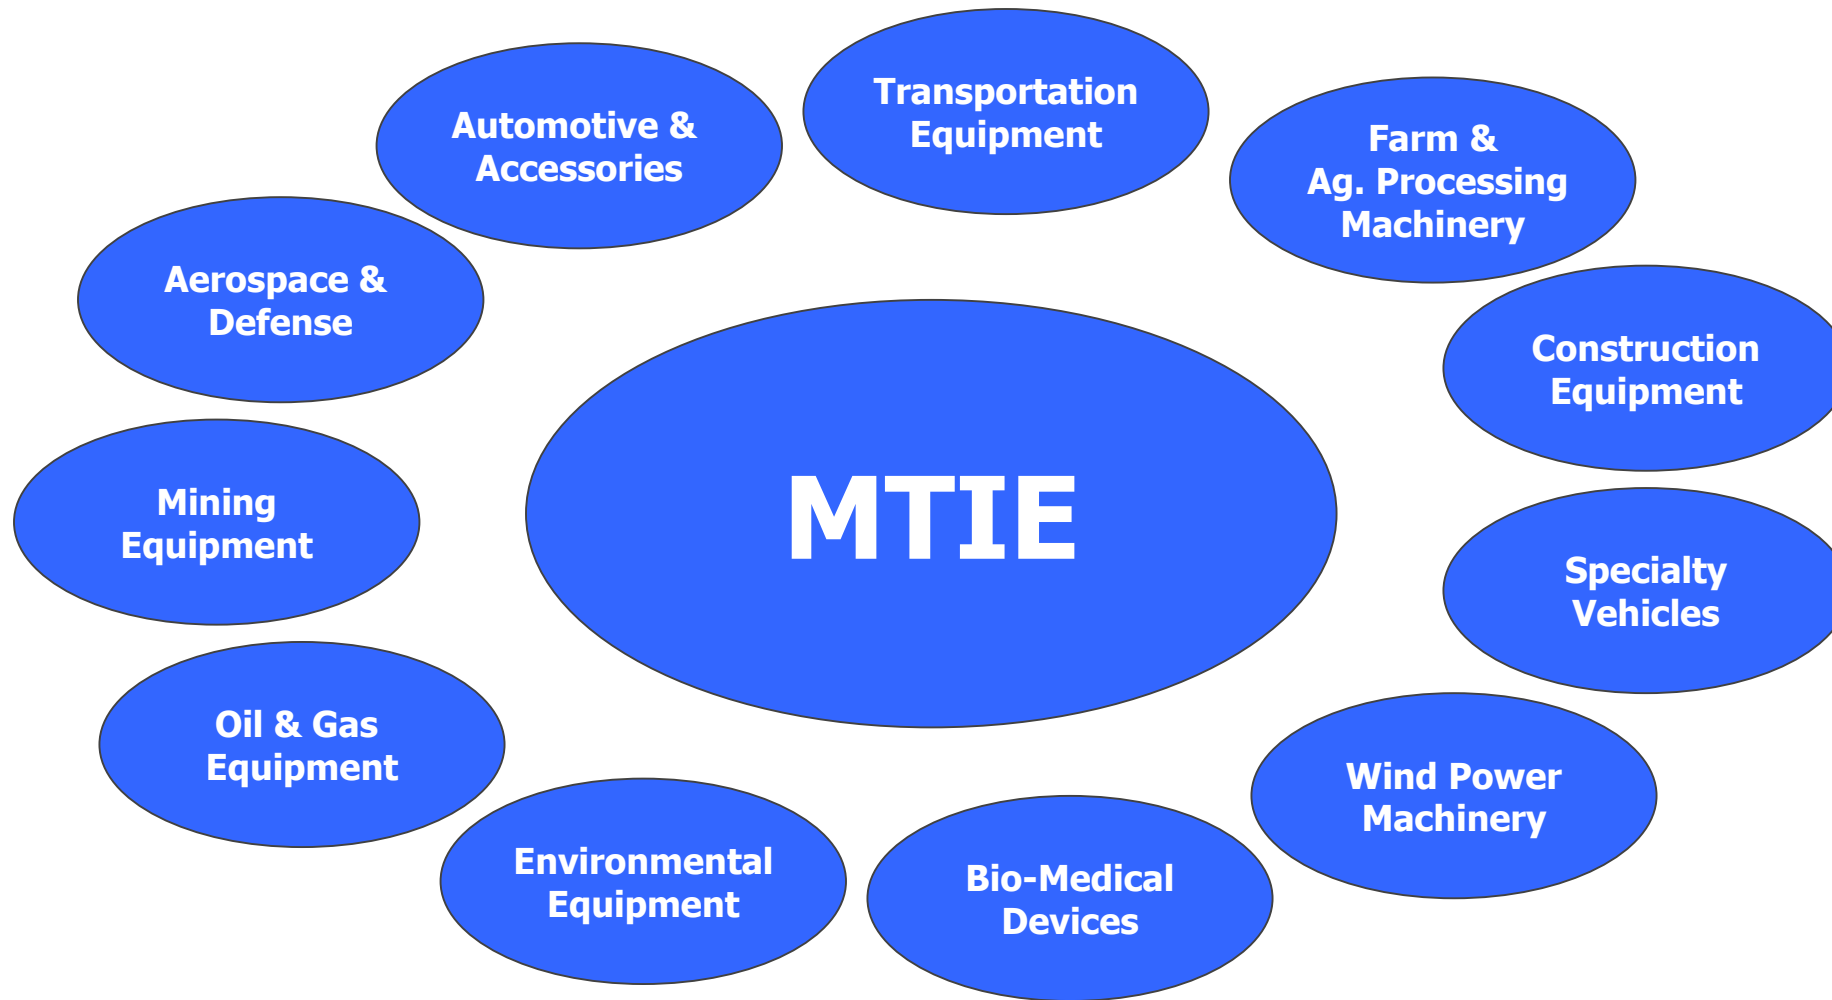 Transportation
Equipment
Automotive &
Accessories
Farm &
Ag. Processing
Machinery
Aerospace &
Defense
Construction
Equipment
MTIE
Mining
Equipment
Specialty
Vehicles
Oil & Gas
Equipment
Wind Power
Machinery
Environmental
Equipment
Bio-Medical
Devices